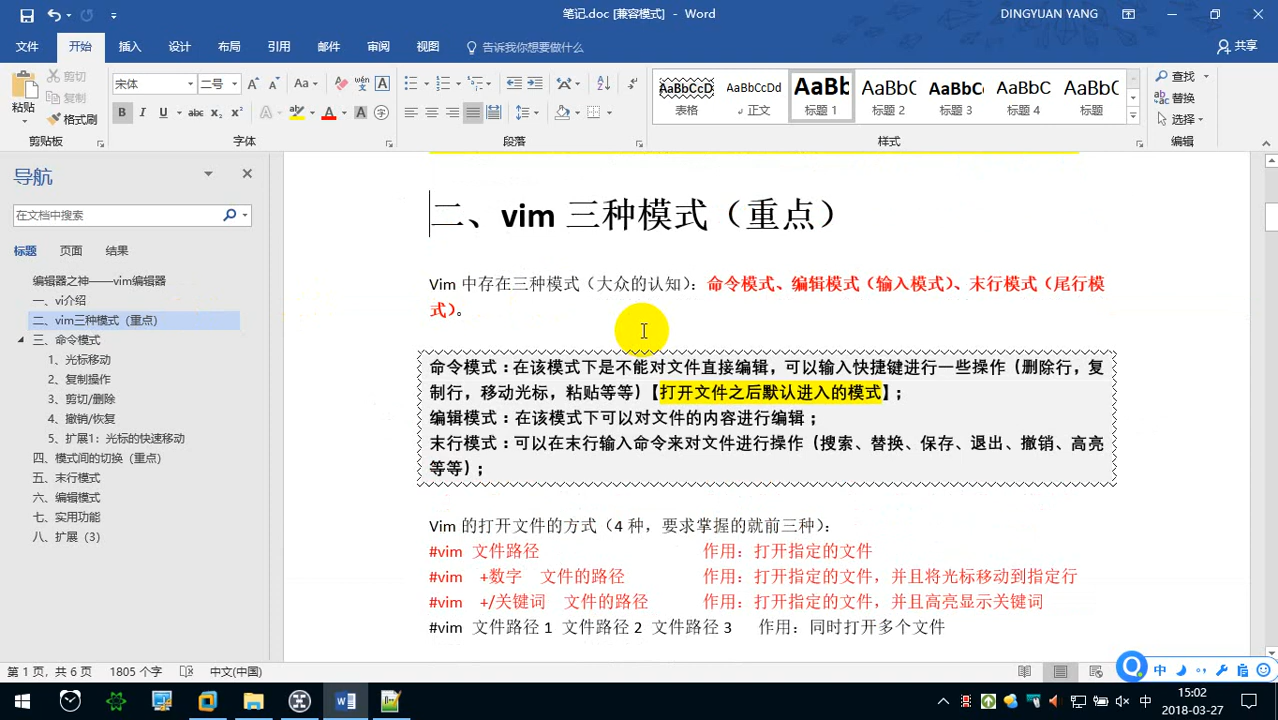 笔记.doc [兼容模式] - Word
DINGYUAN YANG
文件 开始 插入 设计 布局 引用 邮件 审阅 视图 告诉我你想要做什么 共享
粘贴
剪切
复制
格式刷
宋体 二号
表格
正文
标题 1
标题 2
标题 3
标题 4
标题
查找
替换
选择
剪贴板 字体 段落 样式 编辑
导航
在文档中搜索
标题 页面 结果
编辑器之神——vim编辑器
一、vi介绍
二、vim三种模式（重点）
三、命令模式
1、光标移动
2、复制操作
3、剪切/删除
4、撤销/恢复
5、扩展1：光标的快速移动
四、模式间的切换（重点）
五、末行模式
六、编辑模式
七、实用功能
八、扩展（3）
二、vim 三种模式（重点）
Vim 中存在三种模式（大众的认知）：命令模式、编辑模式（输入模式）、末行模式（尾行模
式）。
命令模式：在该模式下是不能对文件直接编辑，可以输入快捷键进行一些操作（删除行，复
制行，移动光标，粘贴等等）【打开文件之后默认进入的模式】；
编辑模式：在该模式下可以对文件的内容进行编辑；
末行模式：可以在末行输入命令来对文件进行操作（搜索、替换、保存、退出、撤销、高亮
等等）；
Vim 的打开文件的方式（4 种，要求掌握的就前三种）：
#vim 文件路径 作用：打开指定的文件
#vim +数字 文件的路径 作用：打开指定的文件，并且将光标移动到指定行
#vim +/关键词 文件的路径 作用：打开指定的文件，并且高亮显示关键词
#vim 文件路径 1 文件路径 2 文件路径 3 作用：同时打开多个文件
第 1 页，共 6 页 1805 个字 中文(中国)
中
中
15:02
2018-03-27